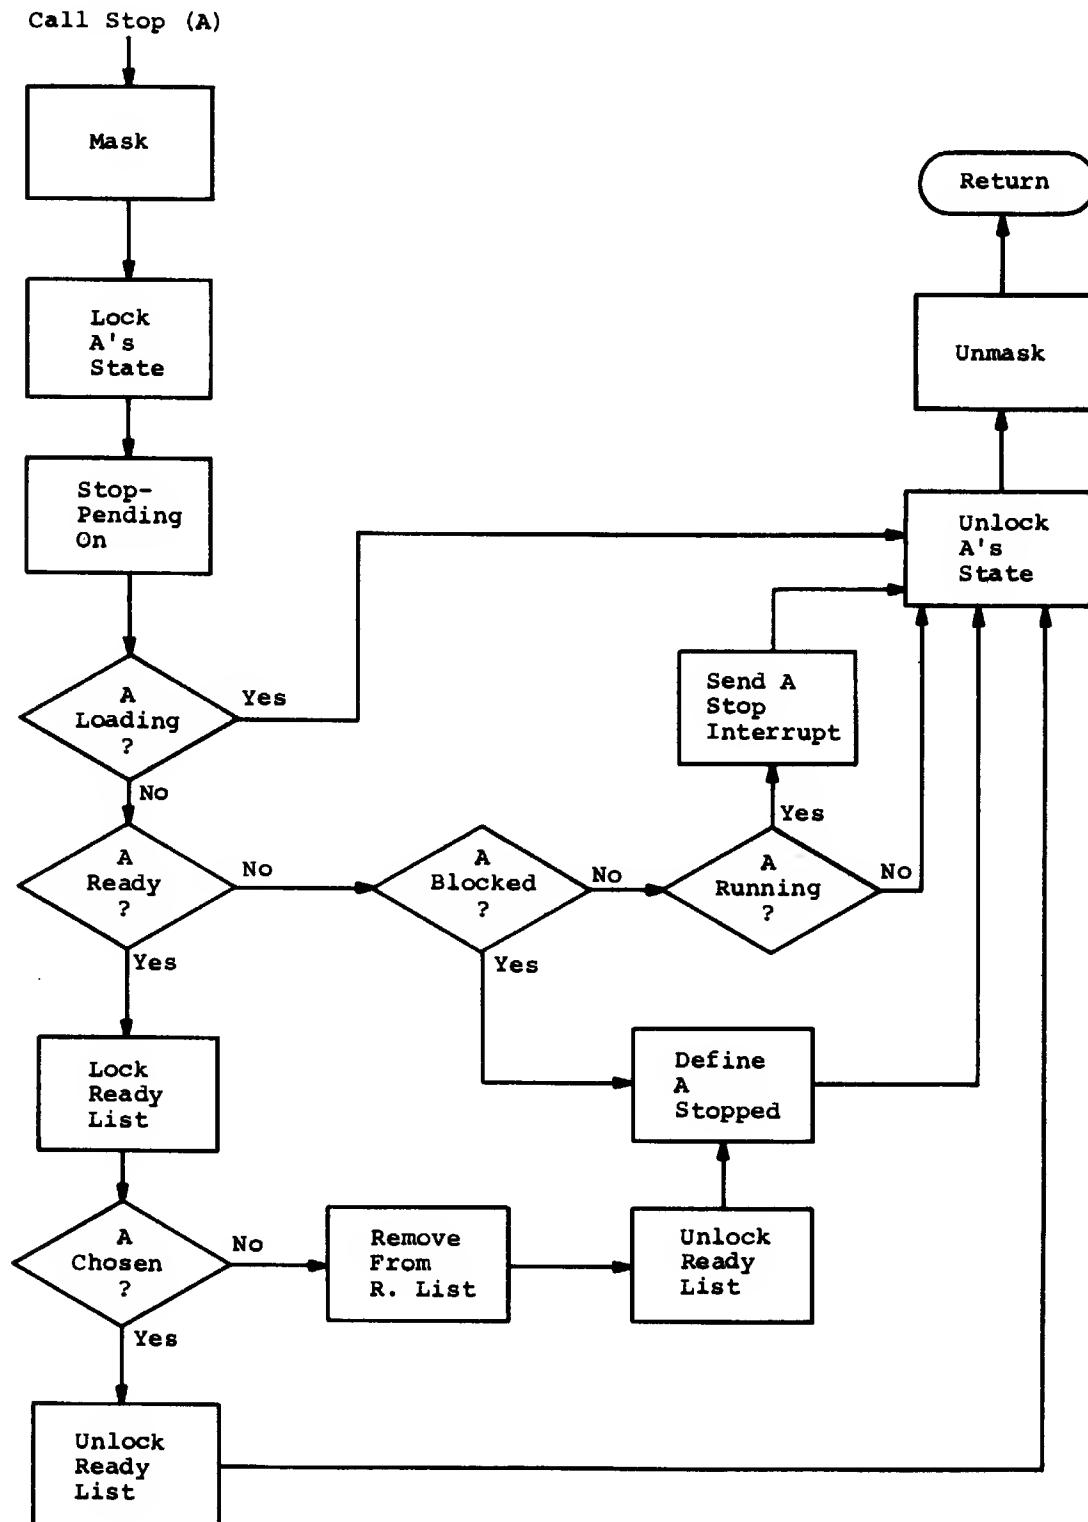 Call Stop (A)
Mask
Lock
A's
State
Stop-
Pending
On
A
Loading
?
Yes
No
A
Ready
?
No
Yes
A
Blocked
?
No
Yes
A
Running
?
Yes
No
Send A
Stop
Interrupt
Return
Unmask
Unlock
A's
State
Lock
Ready
List
Define
A
Stopped
A
Chosen
?
No
Yes
Remove
From
R. List
Unlock
Ready
List
Unlock
Ready
List